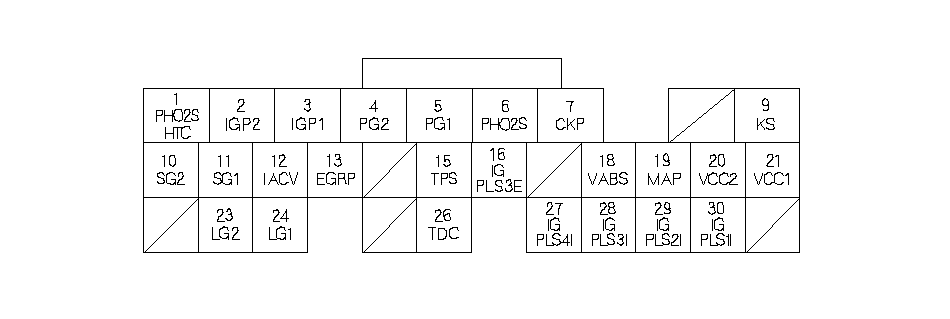 1 2 3 4 5 6 7 9
PHO2S HTC IGP2 IGP1 PG2 PG1 PHO2S CKP KS
10 11 12 13 15 16 18 19 20 21
SG2 SG1 IACV EGRP TPS IG PLS3E VABS MAP VCC2 VCC1
23 24 26 27 28 29 30
LG2 LG1 TDC IG PLS4I IG PLS3I IG PLS2I IG PLS1I